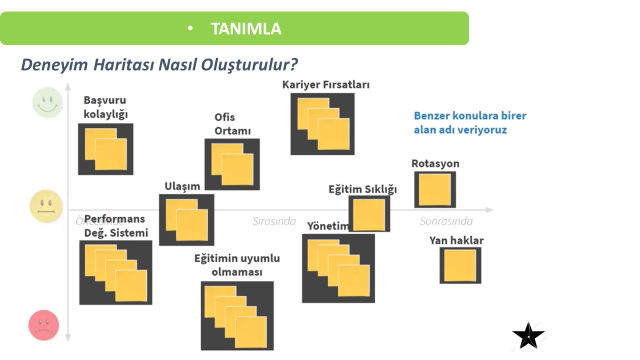 • TANIMLA
Deneyim Haritası Nasıl Oluşturulur?
Kariyer Fırsatları
Başvuru
kolaylığı
Ofis
Ortamı
Benzer konulara birer
alan adı veriyoruz
Rotasyon
Ulaşım
Eğitim Sıklığı
Performans
Değ. Sistemi
Sırasında
Yönetim
Sonrasında
Yan haklar
Eğitimin uyumlu
olmaması